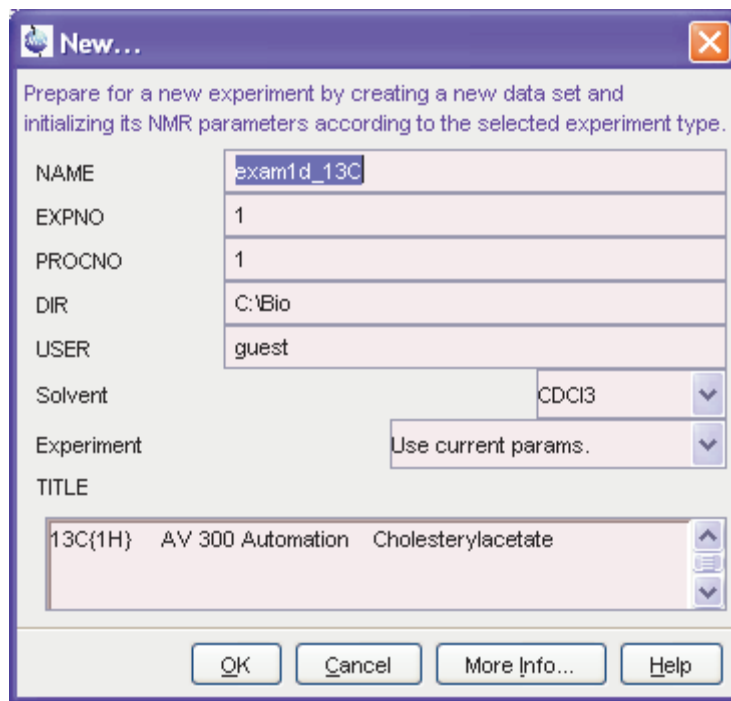 New...
Prepare for a new experiment by creating a new data set and
initializing its NMR parameters according to the selected experiment type.
NAME exam1d_13C
EXPNO 1
PROCNO 1
DIR C:\Bio
USER guest
Solvent CDCl3
Experiment Use current params.
TITLE
13C{1H} AV 300 Automation Cholesterylacetate
OK Cancel More Info... Help